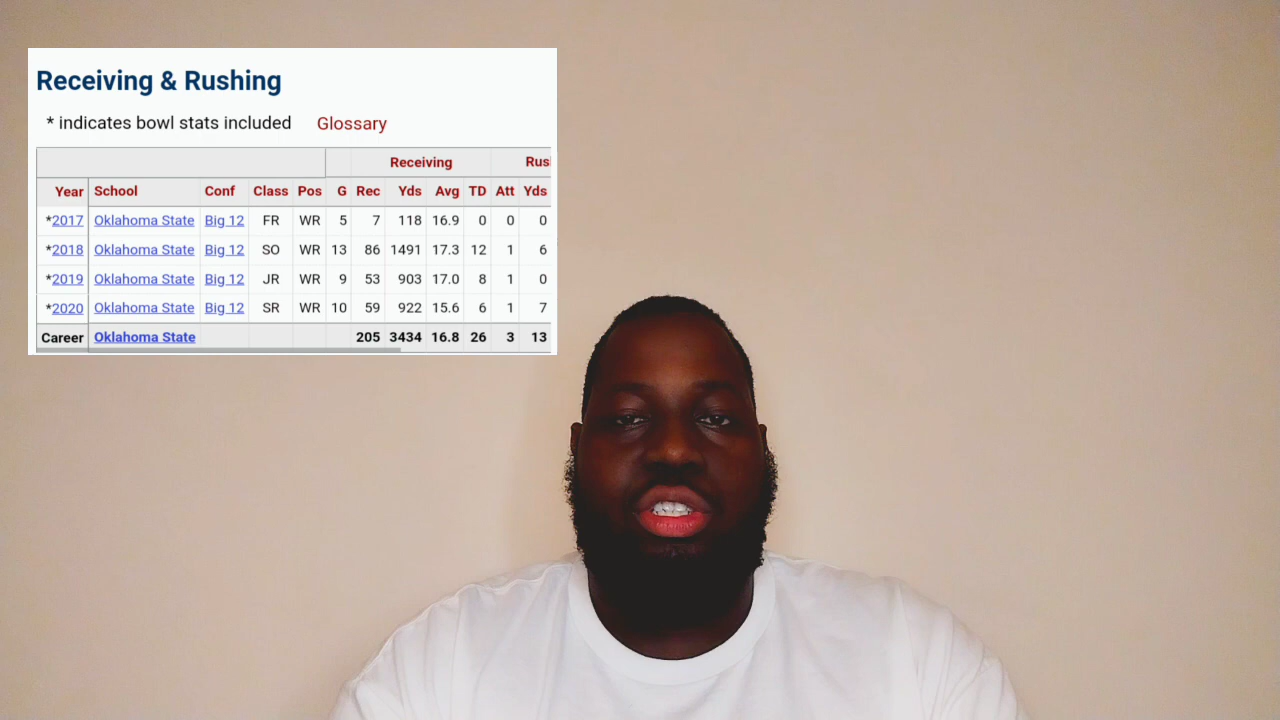 Receiving & Rushing
* indicates bowl stats included Glossary
Receiving Rus
Year School Conf Class Pos G Rec Yds Avg TD Att Yds
*2017 Oklahoma State Big 12 FR WR 5 7 118 16.9 0 0 0
*2018 Oklahoma State Big 12 SO WR 13 86 1491 17.3 12 1 6
*2019 Oklahoma State Big 12 JR WR 9 53 903 17.0 8 1 0
*2020 Oklahoma State Big 12 SR WR 10 59 922 15.6 6 1 7
Career Oklahoma State 205 3434 16.8 26 3 13